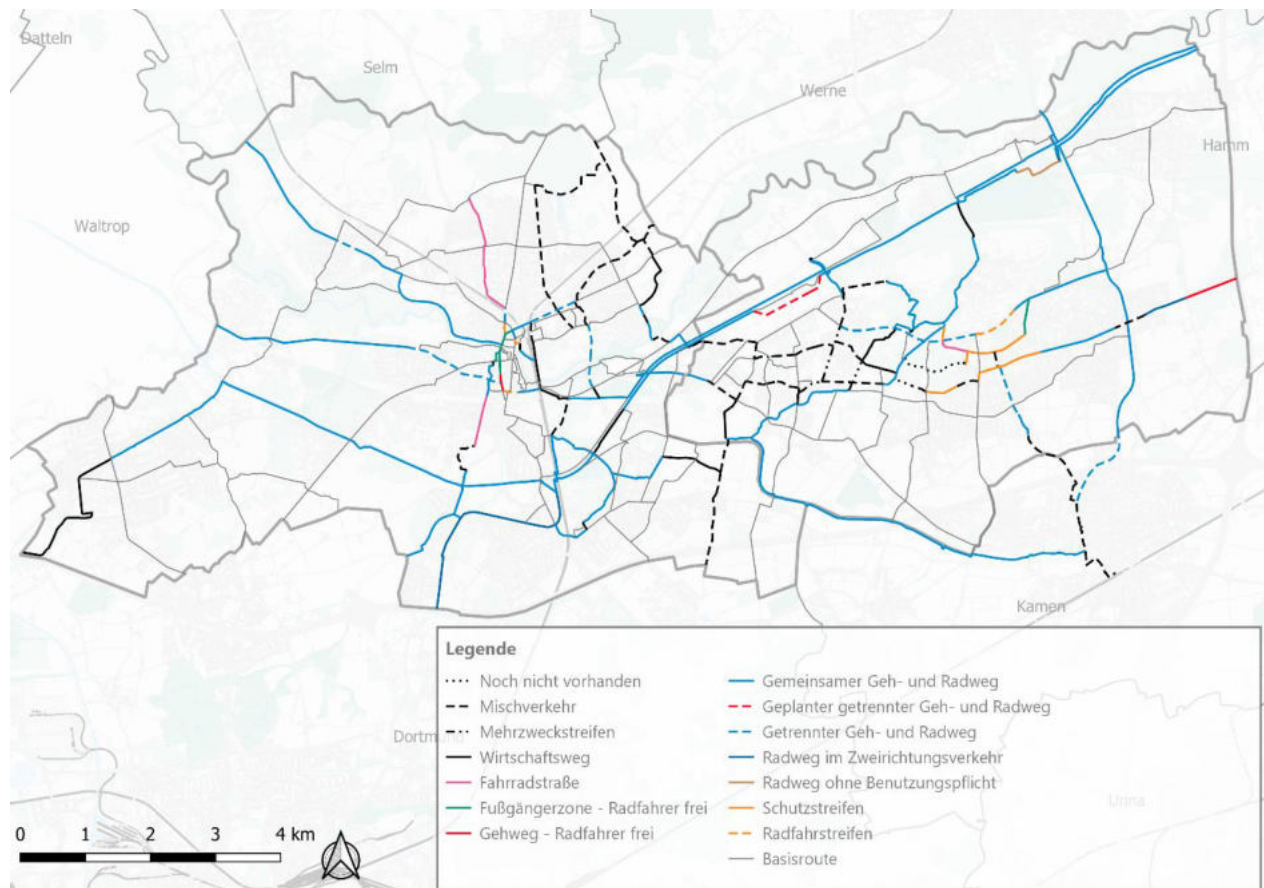 Datteln
Selm
Werne
Hamm
Waltrop
Kamen
Dortmund
Unna
Legende
Noch nicht vorhanden
Mischverkehr
Mehrzweckstreifen
Wirtschaftsweg
Fahrradstraße
Fußgängerzone - Radfahrer frei
Gehweg - Radfahrer frei
Gemeinsamer Geh- und Radweg
Geplanter getrennter Geh- und Radweg
Getrennter Geh- und Radweg
Radweg im Zweirichtungsverkehr
Radweg ohne Benutzungspflicht
Schutzstreifen
Radfahrstreifen
Basisroute
0 1 2 3 4 km